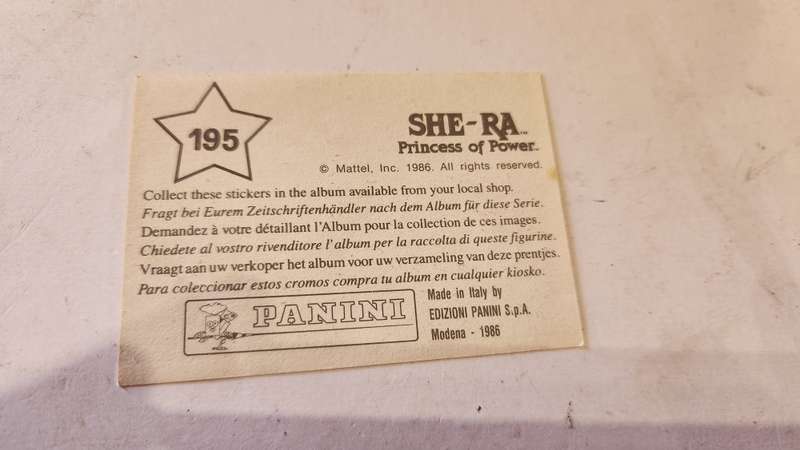 195
SHE-RA™
Princess of Power™
© Mattel, Inc. 1986. All rights reserved.
Collect these stickers in the album available from your local shop.
Fragt bei Eurem Zeitschriftenhändler nach dem Album für diese Serie.
Demandez à votre détaillant l'Album pour la collection de ces images.
Chiedete al vostro rivenditore l'album per la raccolta di queste figurine.
Vraagt aan uw verkoper het album voor uw verzameling van deze prentjes.
Para coleccionar estos cromos compra tu album en cualquier kiosko.
PANINI
Made in Italy by
EDIZIONI PANINI S.p.A.
Modena - 1986